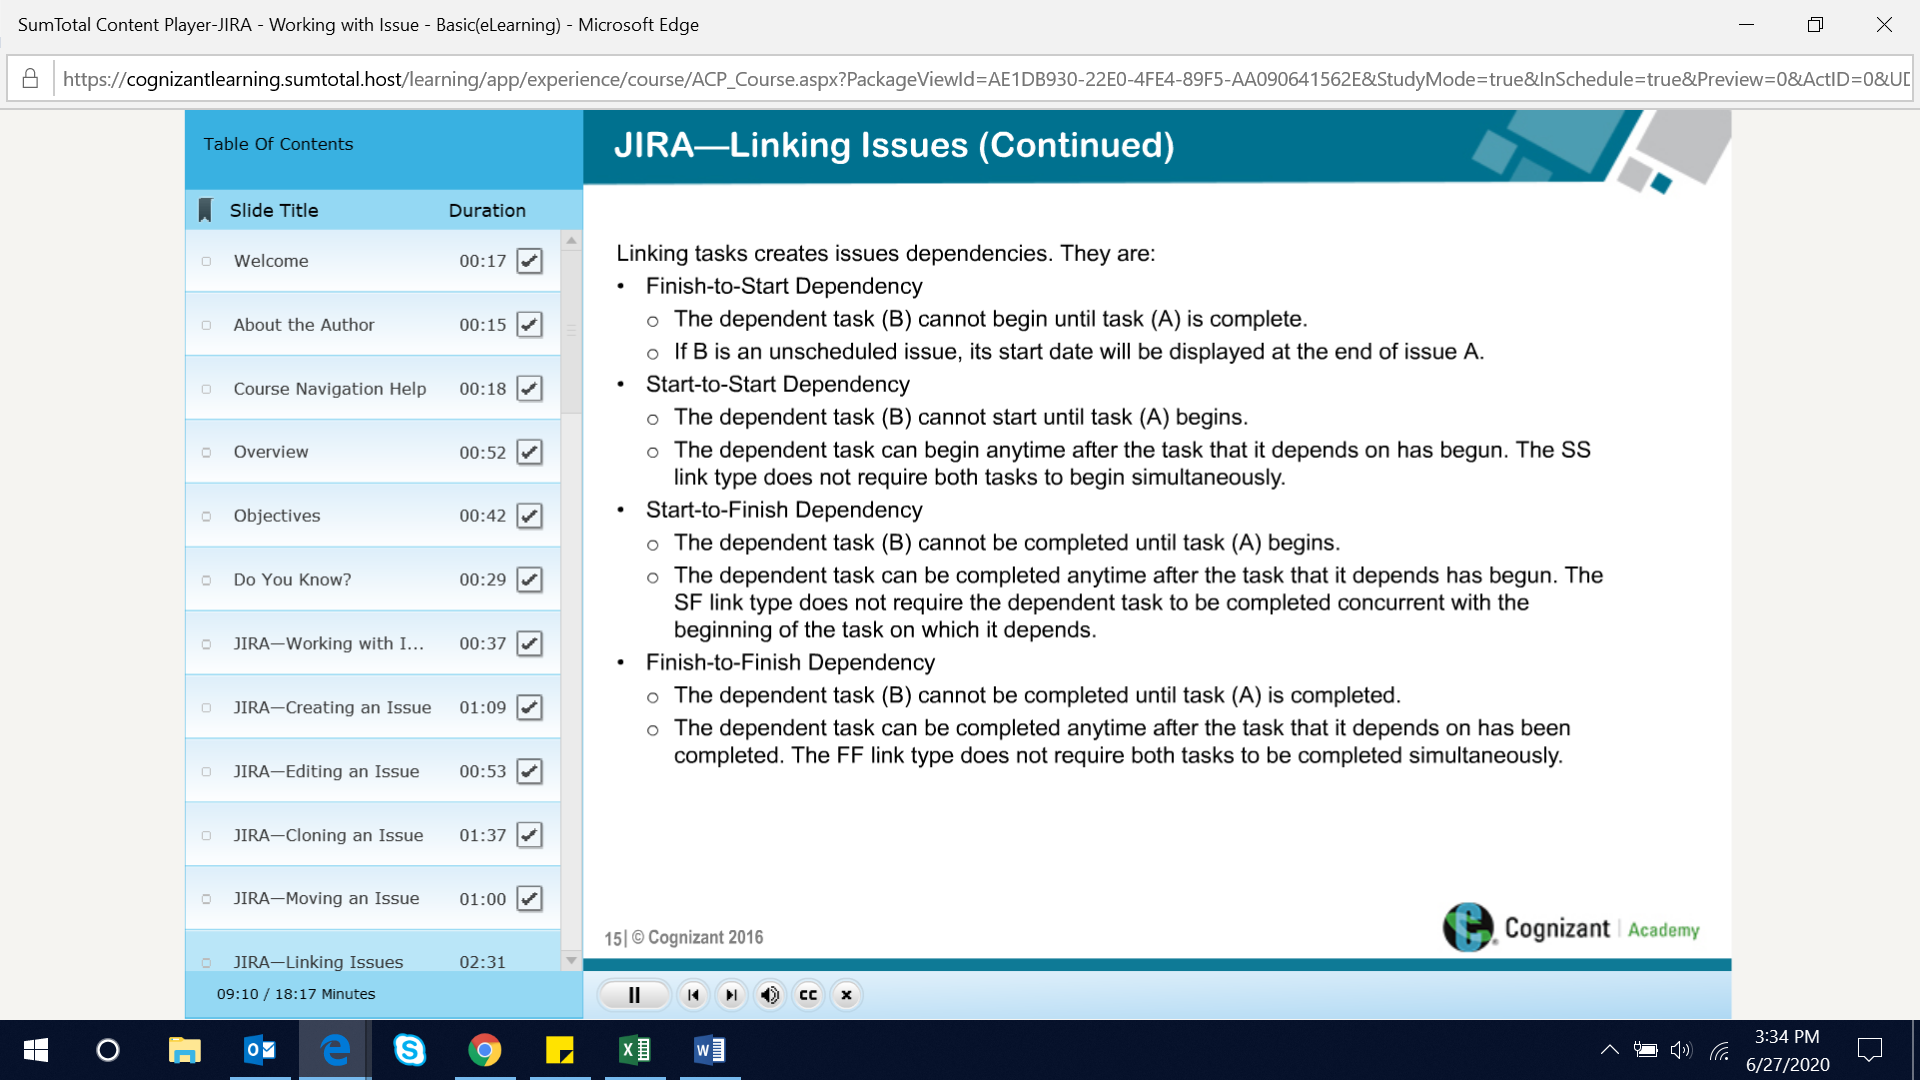 SumTotal Content Player-JIRA - Working with Issue - Basic(eLearning) - Microsoft Edge
https://cognizantlearning.sumtotal.host/learning/app/experience/course/ACP_Course.aspx?PackageViewId=AE1DB930-22E0-4FE4-89F5-AA090641562E&StudyMode=true&InSchedule=true&Preview=0&ActID=0&UI
Table Of Contents
Slide Title Duration
Welcome 00:17
About the Author 00:15
Course Navigation Help 00:18
Overview 00:52
Objectives 00:42
Do You Know? 00:29
JIRA—Working with I... 00:37
JIRA—Creating an Issue 01:09
JIRA—Editing an Issue 00:53
JIRA—Cloning an Issue 01:37
JIRA—Moving an Issue 01:00
JIRA—Linking Issues 02:31
09:10 / 18:17 Minutes
JIRA—Linking Issues (Continued)
Linking tasks creates issues dependencies. They are:
• Finish-to-Start Dependency
o The dependent task (B) cannot begin until task (A) is complete.
o If B is an unscheduled issue, its start date will be displayed at the end of issue A.
• Start-to-Start Dependency
o The dependent task (B) cannot start until task (A) begins.
o The dependent task can begin anytime after the task that it depends on has begun. The SS
link type does not require both tasks to begin simultaneously.
• Start-to-Finish Dependency
o The dependent task (B) cannot be completed until task (A) begins.
o The dependent task can be completed anytime after the task that it depends has begun. The
SF link type does not require the dependent task to be completed concurrent with the
beginning of the task on which it depends.
• Finish-to-Finish Dependency
o The dependent task (B) cannot be completed until task (A) is completed.
o The dependent task can be completed anytime after the task that it depends on has been
completed. The FF link type does not require both tasks to be completed simultaneously.
15| © Cognizant 2016
Cognizant | Academy
CC
3:34 PM
6/27/2020